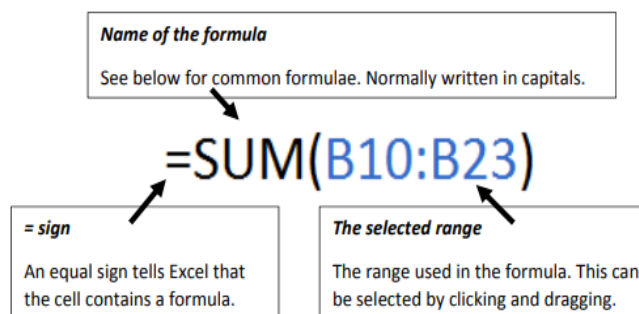 Name of the formula
See below for common formulae. Normally written in capitals.
=SUM(B10:B23)
= sign
An equal sign tells Excel that
the cell contains a formula.
The selected range
The range used in the formula. This can
be selected by clicking and dragging.